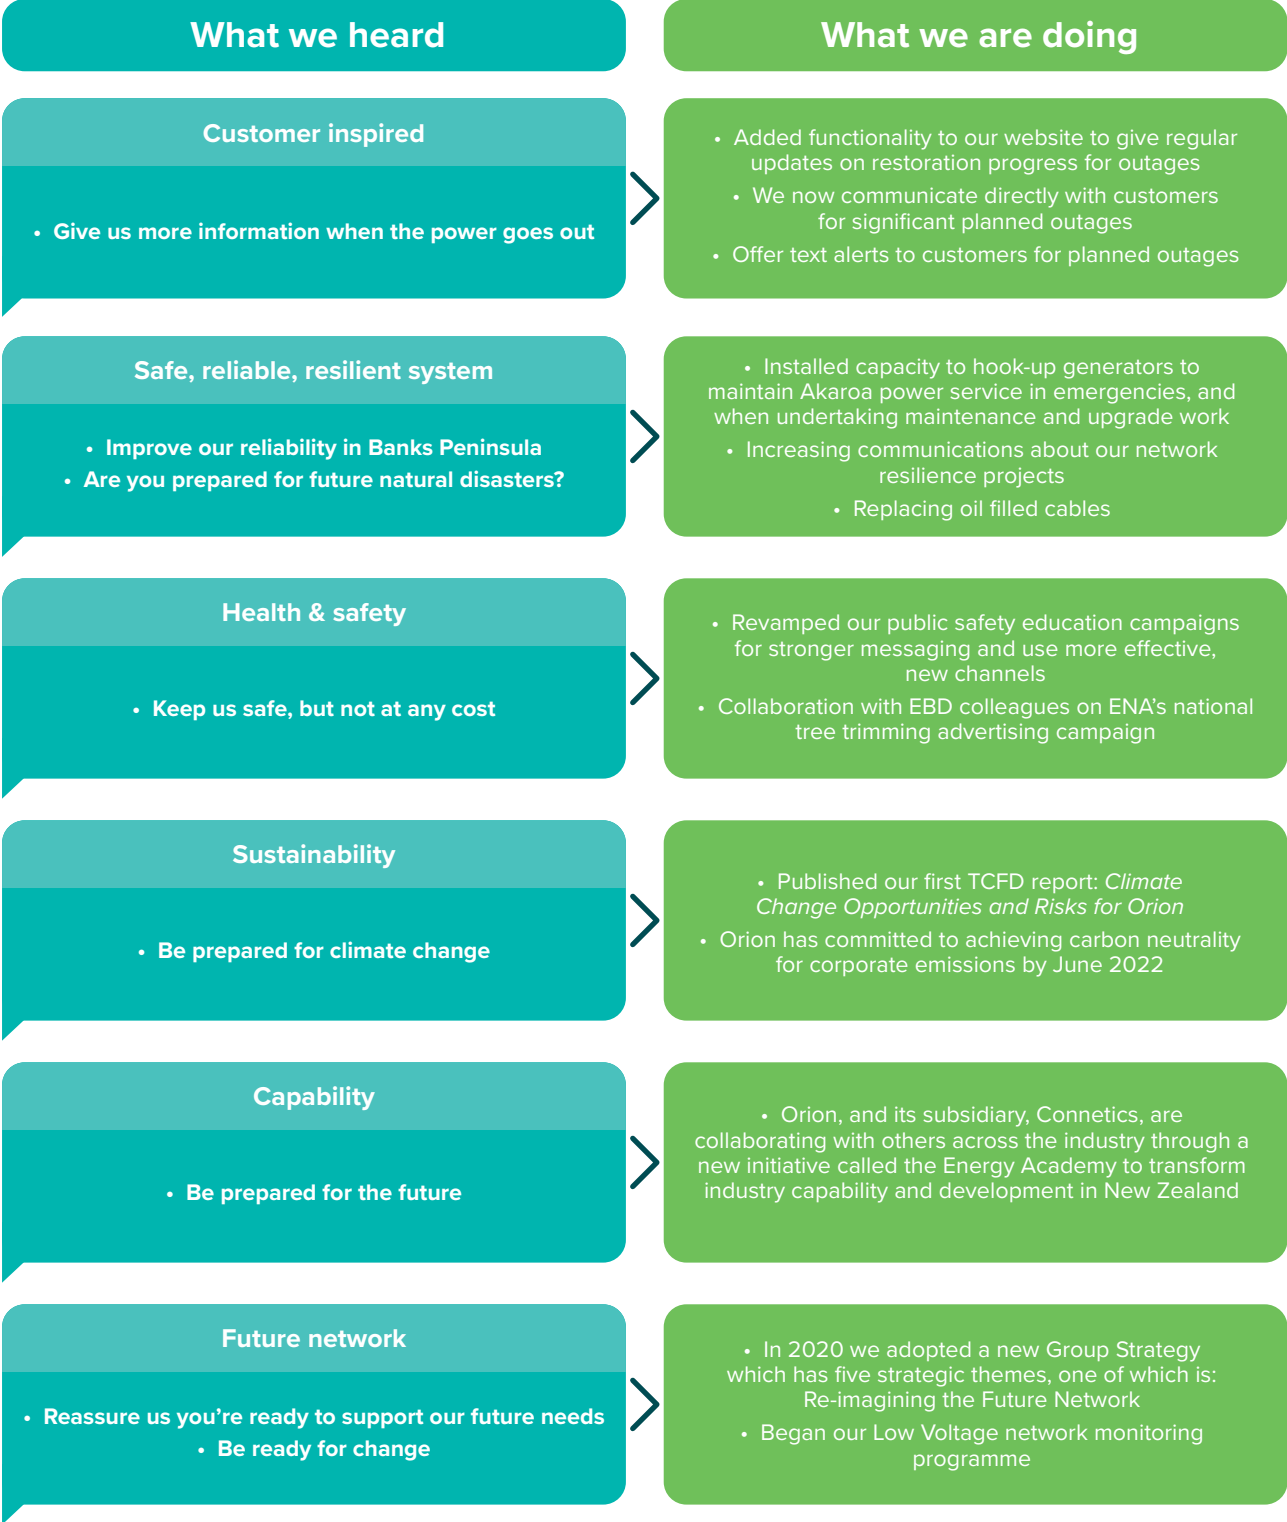 What we heard
What we are doing
Customer inspired
• Give us more information when the power goes out
• Added functionality to our website to give regular
updates on restoration progress for outages
• We now communicate directly with customers
for significant planned outages
• Offer text alerts to customers for planned outages
Safe, reliable, resilient system
• Improve our reliability in Banks Peninsula
• Are you prepared for future natural disasters?
• Installed capacity to hook-up generators to
maintain Akaroa power service in emergencies, and
when undertaking maintenance and upgrade work
• Increasing communications about our network
resilience projects
• Replacing oil filled cables
Health & safety
• Keep us safe, but not at any cost
• Revamped our public safety education campaigns
for stronger messaging and use more effective,
new channels
• Collaboration with EBD colleagues on ENA’s national
tree trimming advertising campaign
Sustainability
• Be prepared for climate change
• Published our first TCFD report: Climate
Change Opportunities and Risks for Orion
• Orion has committed to achieving carbon neutrality
for corporate emissions by June 2022
Capability
• Be prepared for the future
• Orion, and its subsidiary, Connetics, are
collaborating with others across the industry through a
new initiative called the Energy Academy to transform
industry capability and development in New Zealand
Future network
• Reassure us you’re ready to support our future needs
• Be ready for change
• In 2020 we adopted a new Group Strategy
which has five strategic themes, one of which is:
Re-imagining the Future Network
• Began our Low Voltage network monitoring
programme